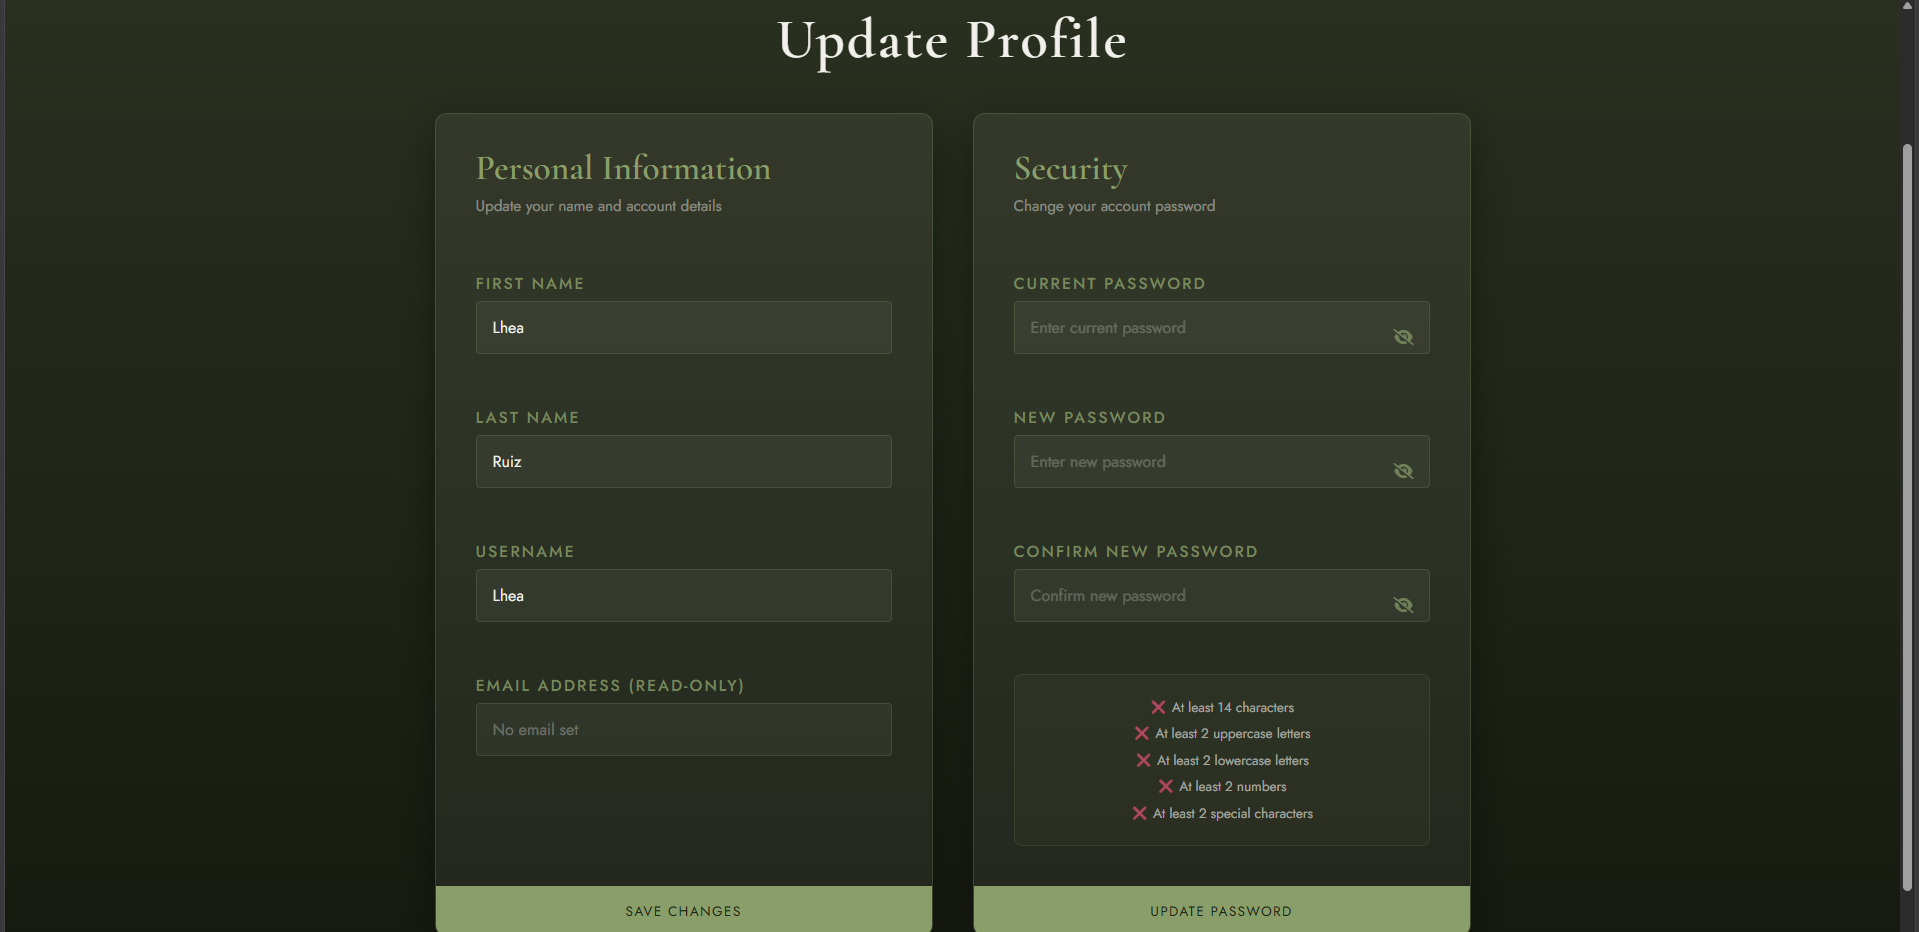 Update Profile
Personal Information
Update your name and account details
FIRST NAME
Lhea
LAST NAME
Ruiz
USERNAME
Lhea
EMAIL ADDRESS (READ-ONLY)
No email set
SAVE CHANGES
Security
Change your account password
CURRENT PASSWORD
Enter current password
NEW PASSWORD
Enter new password
CONFIRM NEW PASSWORD
Confirm new password
❌ At least 14 characters
❌ At least 2 uppercase letters
❌ At least 2 lowercase letters
❌ At least 2 numbers
❌ At least 2 special characters
UPDATE PASSWORD